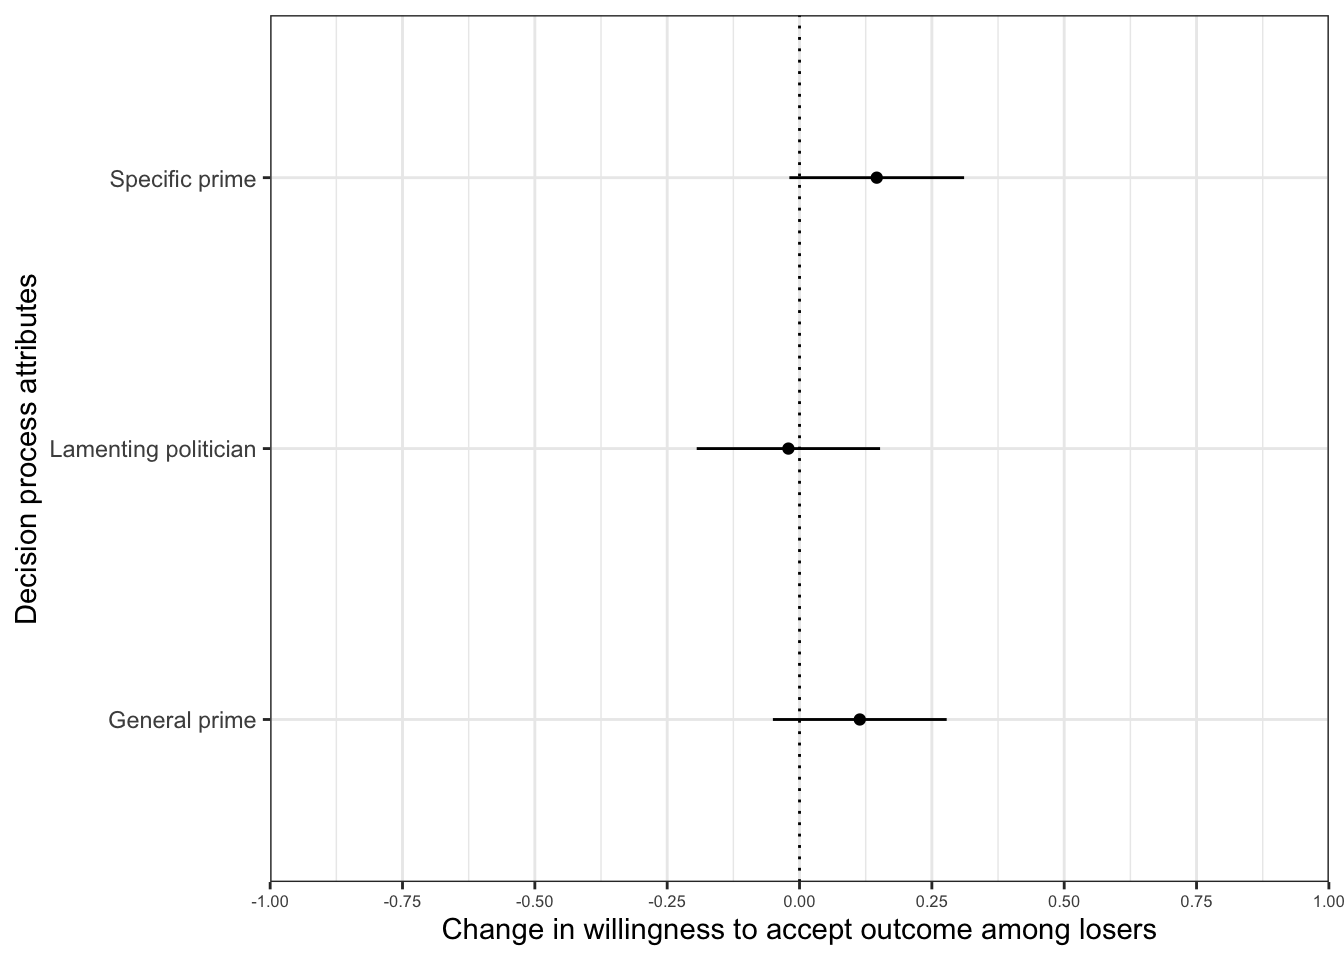 Decision process attributes
Specific prime
Lamenting politician
General prime
-1.00 -0.75 -0.50 -0.25 0.00 0.25 0.50 0.75 1.00
Change in willingness to accept outcome among losers